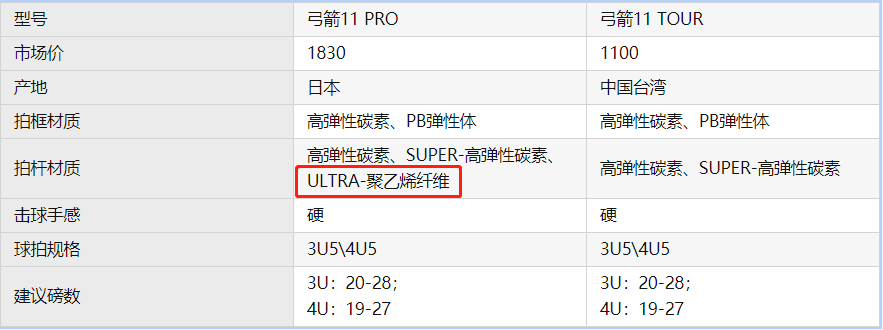 型号 弓箭11 PRO 弓箭11 TOUR
市场价 1830 1100
产地 日本 中国台湾
拍框材质 高弹性碳素、PB弹性体 高弹性碳素、PB弹性体
拍杆材质 高弹性碳素、SUPER-高弹性碳素、
ULTRA-聚乙烯纤维 高弹性碳素、SUPER-高弹性碳素
击球手感 硬 硬
球拍规格 3U5\4U5 3U5\4U5
建议磅数 3U：20-28； 3U：20-28；
4U：19-27 4U：19-27